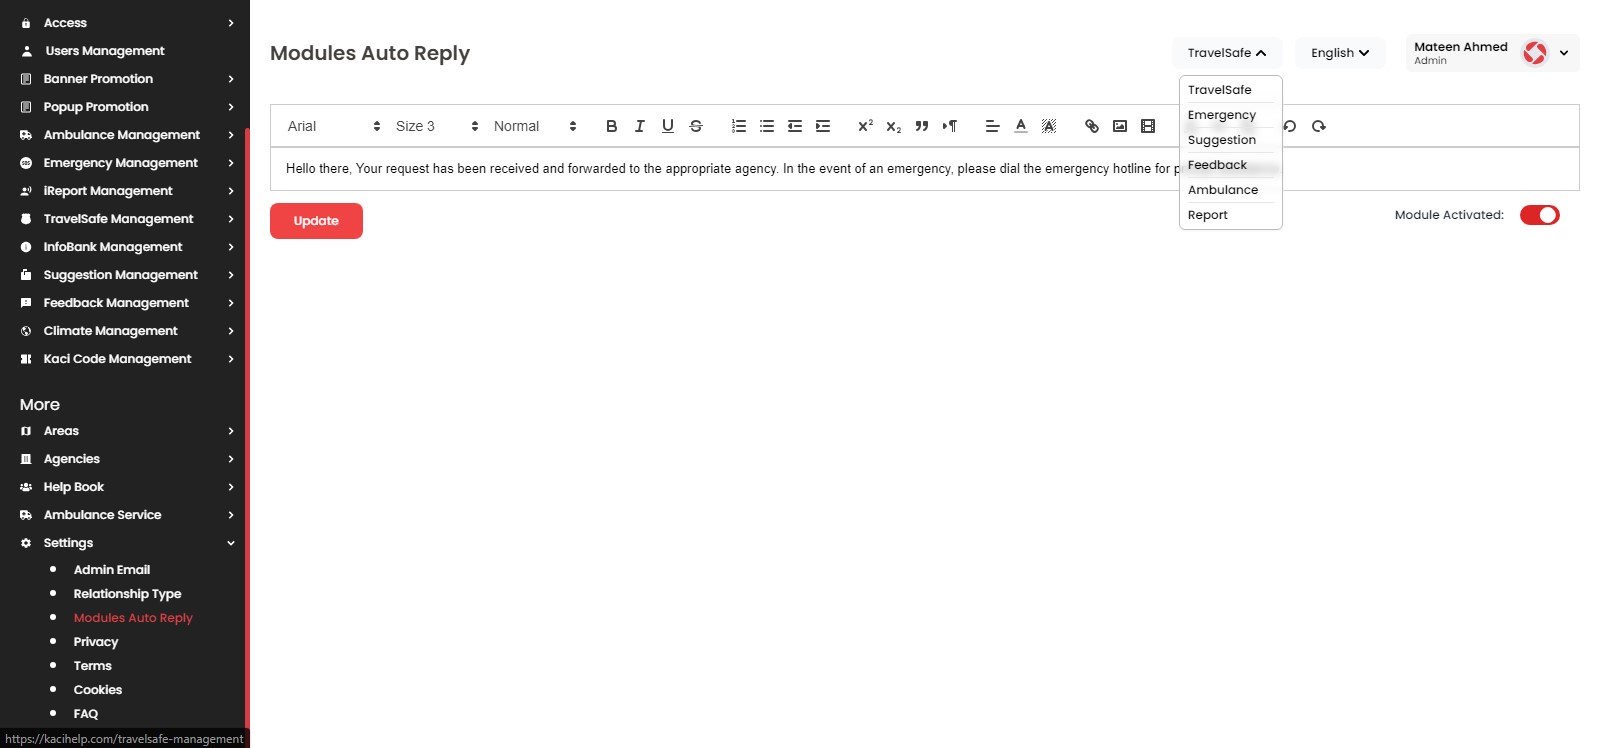 Access
Users Management
Banner Promotion
Popup Promotion
Ambulance Management
Emergency Management
iReport Management
TravelSafe Management
InfoBank Management
Suggestion Management
Feedback Management
Climate Management
Kaci Code Management
More
Areas
Agencies
Help Book
Ambulance Service
Settings
Admin Email
Relationship Type
Modules Auto Reply
Privacy
Terms
Cookies
FAQ
https://kacihelp.com/travelsafe-management
Modules Auto Reply
TravelSafe
English
Mateen Ahmed
Admin
TravelSafe
Emergency
Suggestion
Feedback
Ambulance
Report
Arial Size 3 Normal
Hello there, Your request has been received and forwarded to the appropriate agency. In the event of an emergency, please dial the emergency hotline for
Update
Module Activated: